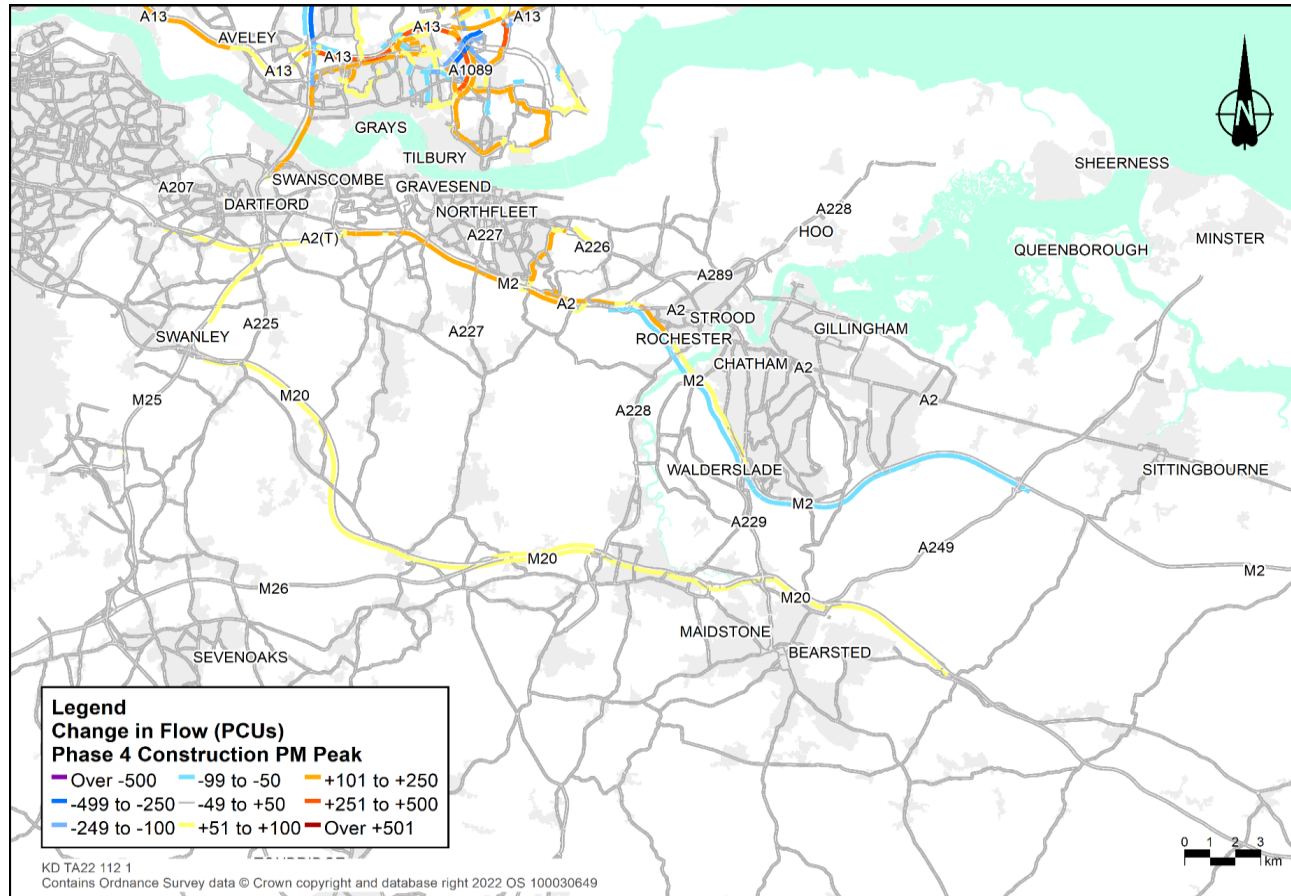 A13
A13
A13
AVELEY
A13
A13
A1089
GRAYS
TILBURY
SHEERNESS
SWANSCOMBE
A207
GRAVESEND
DARTFORD
NORTHFLEET
A228
HOO
A2(T)
A227
A226
QUEENBOROUGH
MINSTER
A289
M2
A2
A2
STROOD
A225
SWANLEY
A227
ROCHESTER
GILLINGHAM
CHATHAM
A2
M2
M25
M20
A228
A2
WALDERSLADE
SITTINGBOURNE
M2
A229
A249
M20
M2
M26
M20
MAIDSTONE
BEARSTED
SEVENOAKS
N
Legend
Change in Flow (PCUs)
Phase 4 Construction PM Peak
Over -500 -99 to -50 +101 to +250
-499 to -250 -49 to +50 +251 to +500
-249 to -100 +51 to +100 Over +501
0 1 2 3
km
KD TA22 112 1
Contains Ordnance Survey data © Crown copyright and database right 2022 OS 100030649